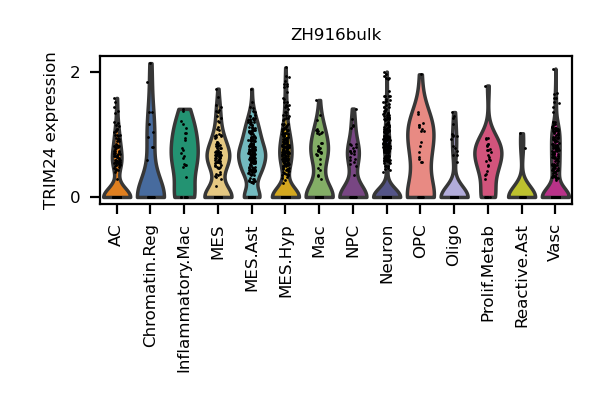 ZH916bulk
TRIM24 expression
2
0
AC
Chromatin.Reg
Inflammatory.Mac
MES
MES.Ast
MES.Hyp
Mac
NPC
Neuron
OPC
Oligo
Prolif.Metab
Reactive.Ast
Vasc